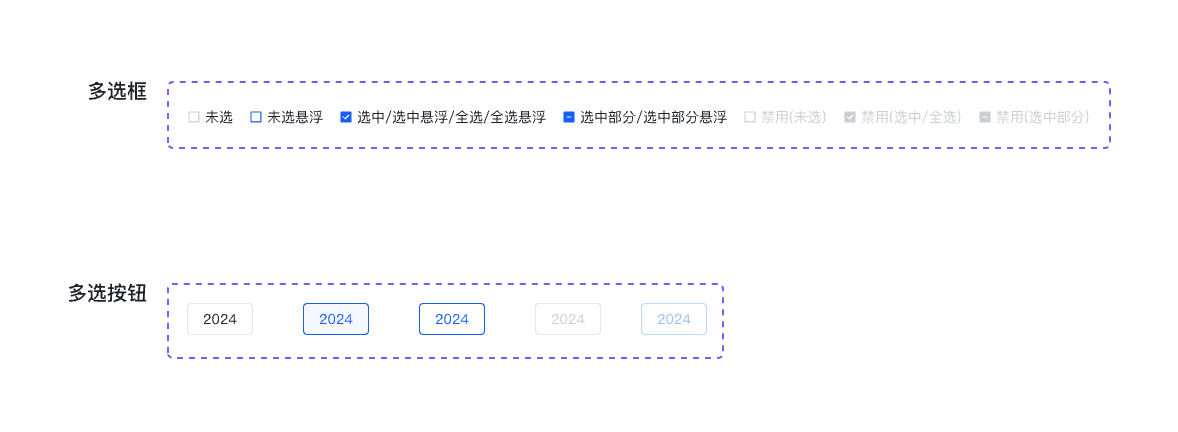 多选框
未选 未选悬浮 选中/选中悬浮/全选/全选悬浮 选中部分/选中部分悬浮 禁用(未选) 禁用(选中/全选) 禁用(选中部分)
多选按钮
2024 2024 2024 2024 2024